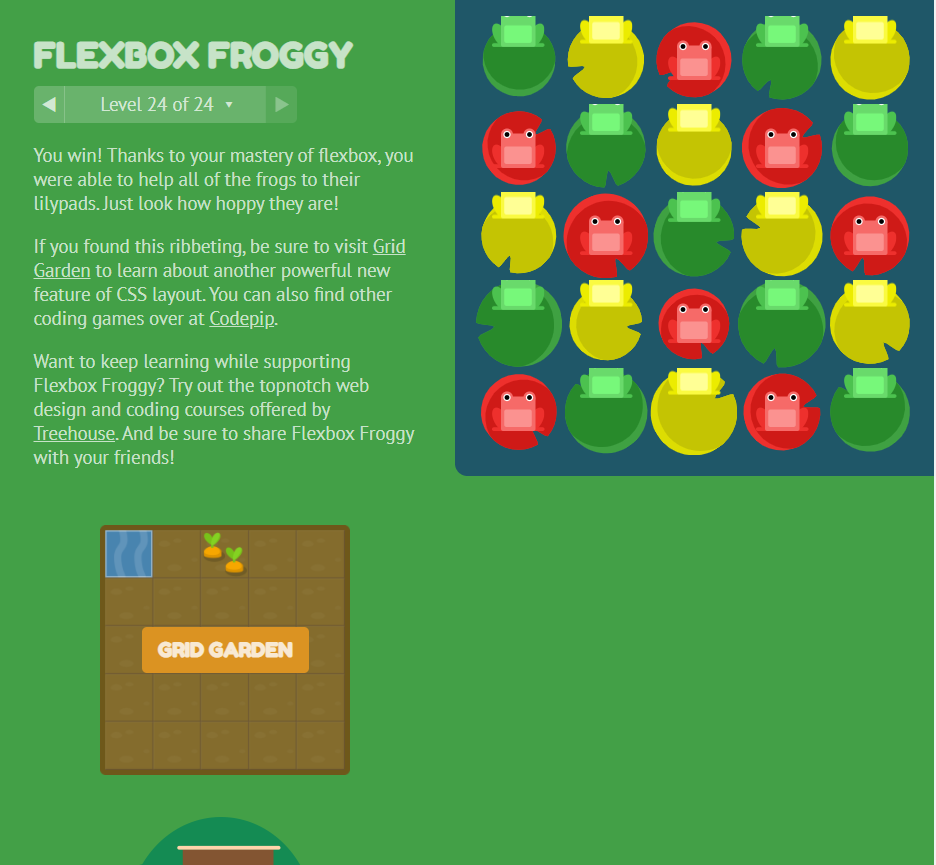 FLEXBOX FROGGY
Level 24 of 24
You win! Thanks to your mastery of flexbox, you
were able to help all of the frogs to their
lilypads. Just look how hoppy they are!
If you found this ribbeting, be sure to visit Grid
Garden to learn about another powerful new
feature of CSS layout. You can also find other
coding games over at Codepip.
Want to keep learning while supporting
Flexbox Froggy? Try out the topnotch web
design and coding courses offered by
Treehouse. And be sure to share Flexbox Froggy
with your friends!
GRID GARDEN